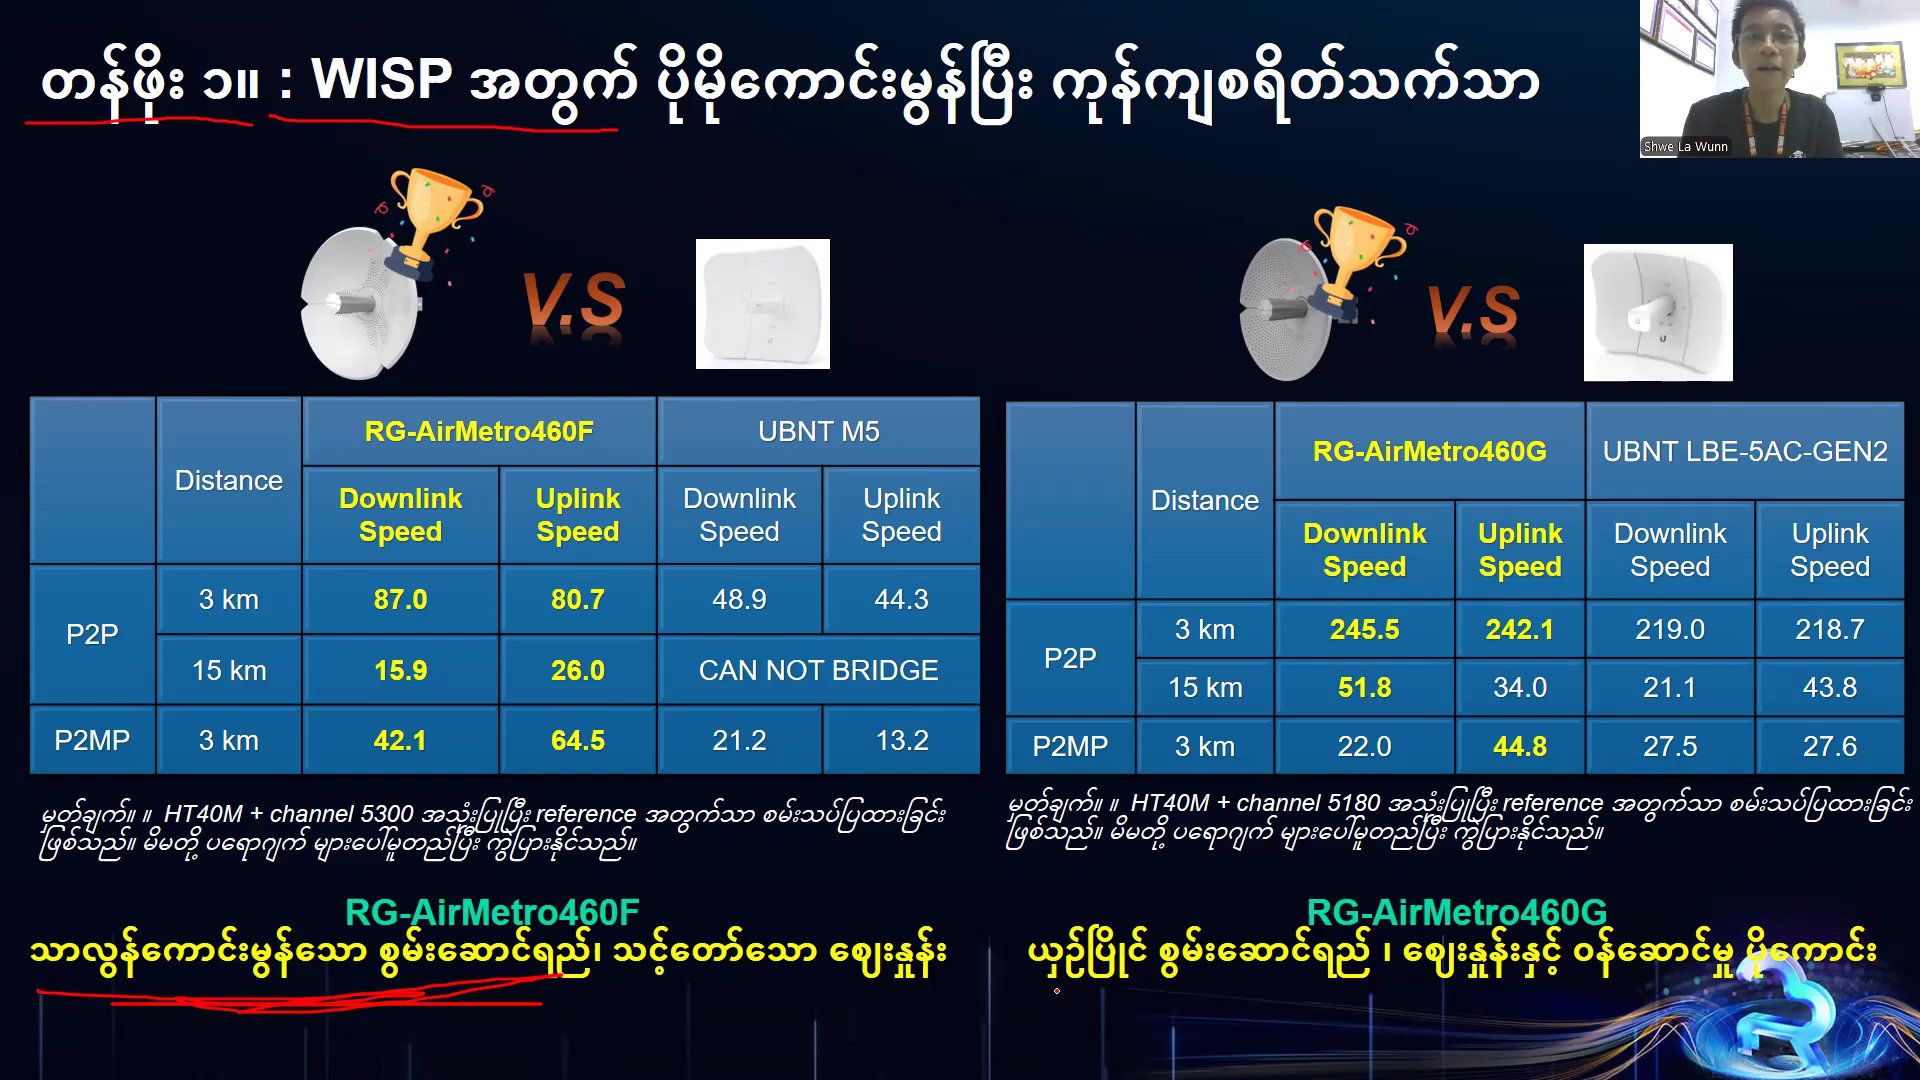 တန်ဖိုး ၁။ : WISP အတွက် ပိုမိုကောင်းမွန်ပြီး ကုန်ကျစရိတ်သက်သာ
Shwe La Wunn
V.S
V.S
Distance RG-AirMetro460F UBNT M5
Downlink Speed Uplink Speed Downlink Speed Uplink Speed
P2P 3 km 87.0 80.7 48.9 44.3
15 km 15.9 26.0 CAN NOT BRIDGE
P2MP 3 km 42.1 64.5 21.2 13.2
မှတ်ချက်။ ။ HT40M + channel 5300 အသုံးပြုပြီး reference အတွက်သာ စမ်းသပ်ပြထားခြင်း
ဖြစ်သည်။ မိမတို့ ပရောဂျက် များပေါ်မူတည်ပြီး ကွဲပြားနိုင်သည်။
RG-AirMetro460F
သာလွန်ကောင်းမွန်သော စွမ်းဆောင်ရည်၊ သင့်တော်သော ဈေးနှုန်း
Distance RG-AirMetro460G UBNT LBE-5AC-GEN2
Downlink Speed Uplink Speed Downlink Speed Uplink Speed
P2P 3 km 245.5 242.1 219.0 218.7
15 km 51.8 34.0 21.1 43.8
P2MP 3 km 22.0 44.8 27.5 27.6
မှတ်ချက်။ ။ HT40M + channel 5180 အသုံးပြုပြီး reference အတွက်သာ စမ်းသပ်ပြထားခြင်း
ဖြစ်သည်။ မိမတို့ ပရောဂျက် များပေါ်မူတည်ပြီး ကွဲပြားနိုင်သည်။
RG-AirMetro460G
ယှဉ်ပြိုင် စွမ်းဆောင်ရည် ၊ ဈေးနှုန်းနှင့် ဝန်ဆောင်မှု ပိုကောင်း